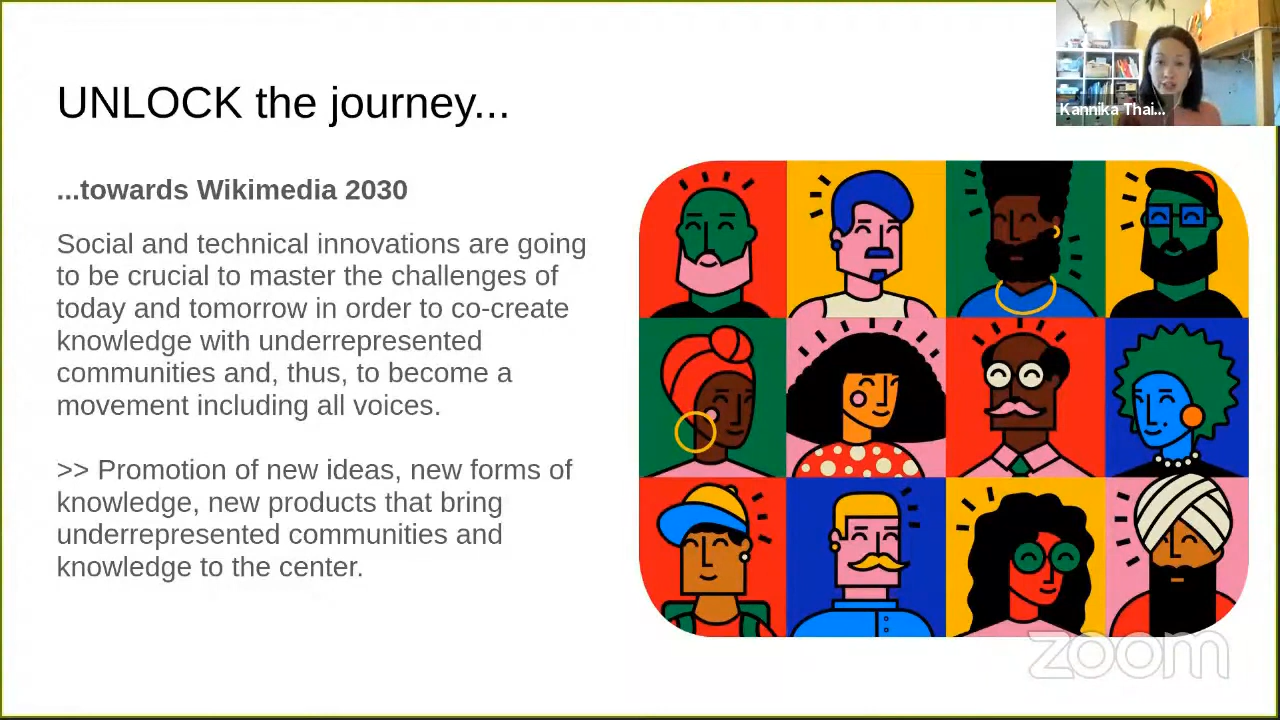 UNLOCK the journey...
Kannika Thai...
...towards Wikimedia 2030
Social and technical innovations are going
to be crucial to master the challenges of
today and tomorrow in order to co-create
knowledge with underrepresented
communities and, thus, to become a
movement including all voices.
>> Promotion of new ideas, new forms of
knowledge, new products that bring
underrepresented communities and
knowledge to the center.
zoom